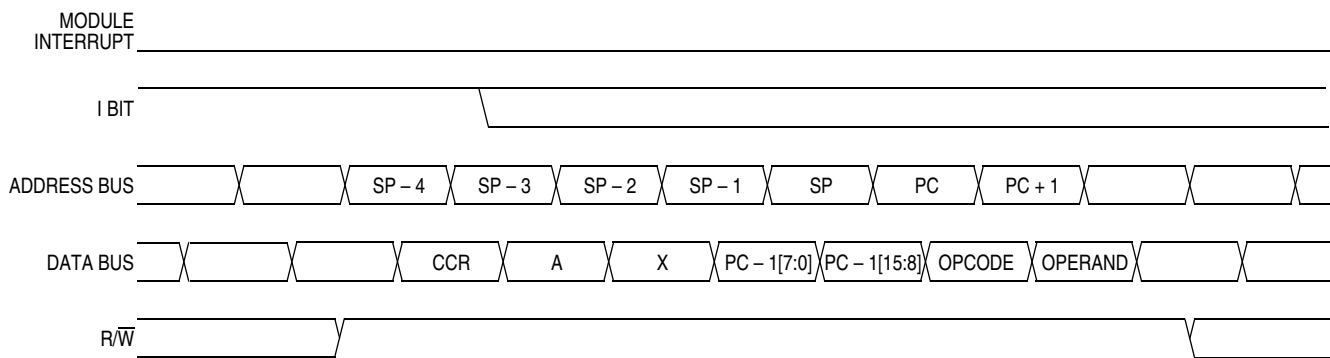 MODULE
INTERRUPT
I BIT
ADDRESS BUS SP – 4 SP – 3 SP – 2 SP – 1 SP PC PC + 1
DATA BUS CCR A X PC – 1[7:0] PC – 1[15:8] OPCODE OPERAND
R/W̅